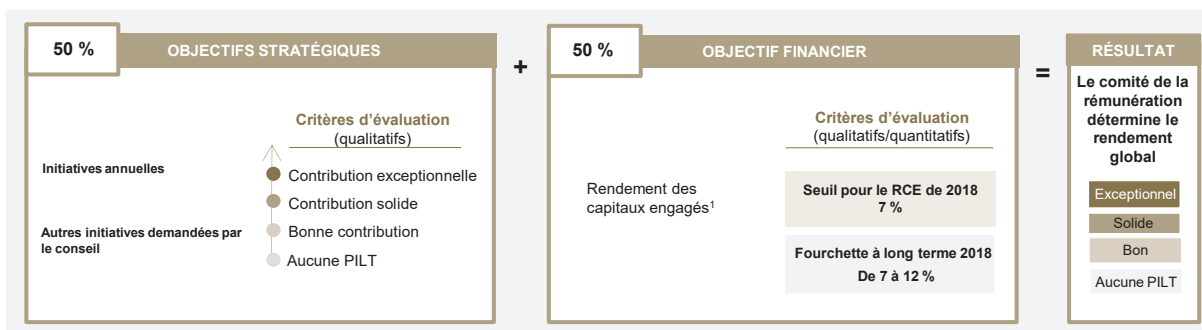 50 %
OBJECTIFS STRATÉGIQUES
Critères d'évaluation
(qualitatifs)
Initiatives annuelles
Autres initiatives demandées par
le conseil
Contribution exceptionnelle
Contribution solide
Bonne contribution
Aucune PILT
+
50 %
OBJECTIF FINANCIER
Critères d'évaluation
(qualitatifs/quantitatifs)
Rendement des
capitaux engagés¹
Seuil pour le RCE de 2018
7 %
Fourchette à long terme 2018
De 7 à 12 %
=
RÉSULTAT
Le comité de la
rémunération
détermine le
rendement
global
Exceptionnel
Solide
Bon
Aucune PILT